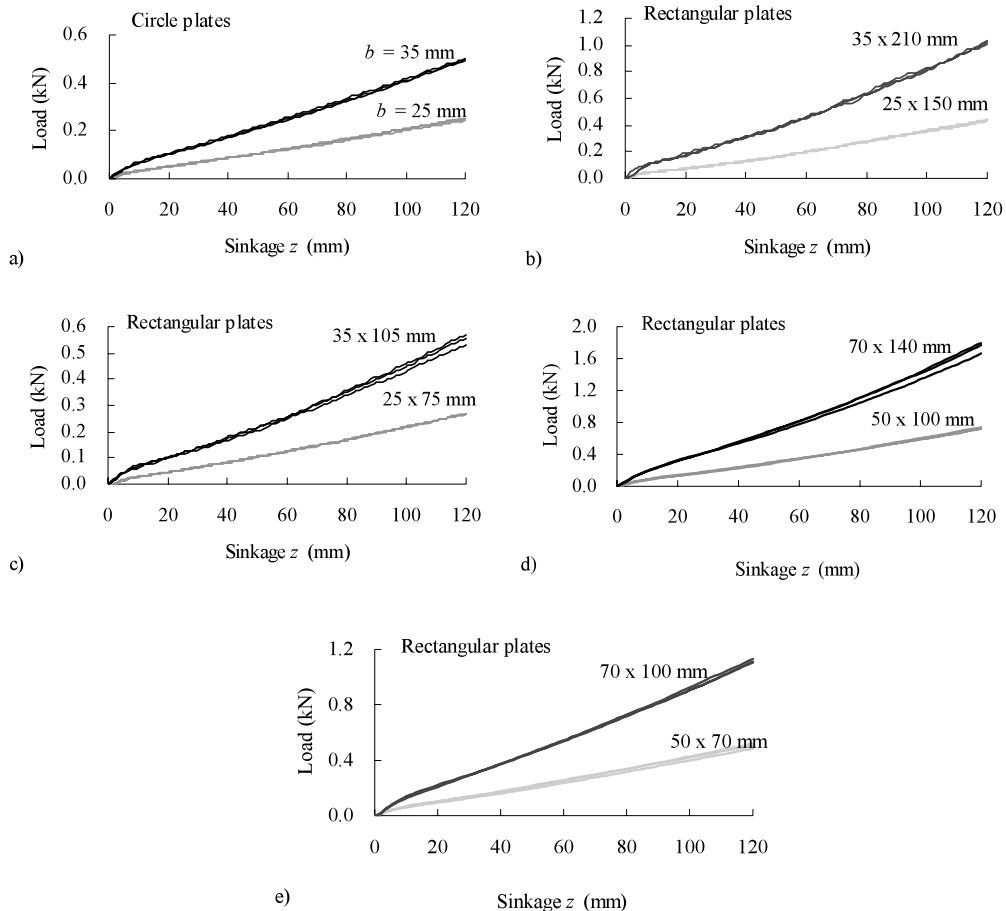 Circle plates
0.6
0.4
0.2
0.0
Load (kN)
b = 35 mm
b = 25 mm
0 20 40 60 80 100 120
Sinkage z (mm)
a)
Rectangular plates
1.2
1.0
0.8
0.6
0.4
0.2
0.0
Load (kN)
35 x 210 mm
25 x 150 mm
0 20 40 60 80 100 120
Sinkage z (mm)
b)
Rectangular plates
0.6
0.5
0.4
0.3
0.2
0.1
0.0
Load (kN)
35 x 105 mm
25 x 75 mm
0 20 40 60 80 100 120
Sinkage z (mm)
c)
Rectangular plates
2.0
1.6
1.2
0.8
0.4
0.0
Load (kN)
70 x 140 mm
50 x 100 mm
0 20 40 60 80 100 120
Sinkage z (mm)
d)
Rectangular plates
1.2
0.8
0.4
0.0
Load (kN)
70 x 100 mm
50 x 70 mm
0 20 40 60 80 100 120
Sinkage z (mm)
e)